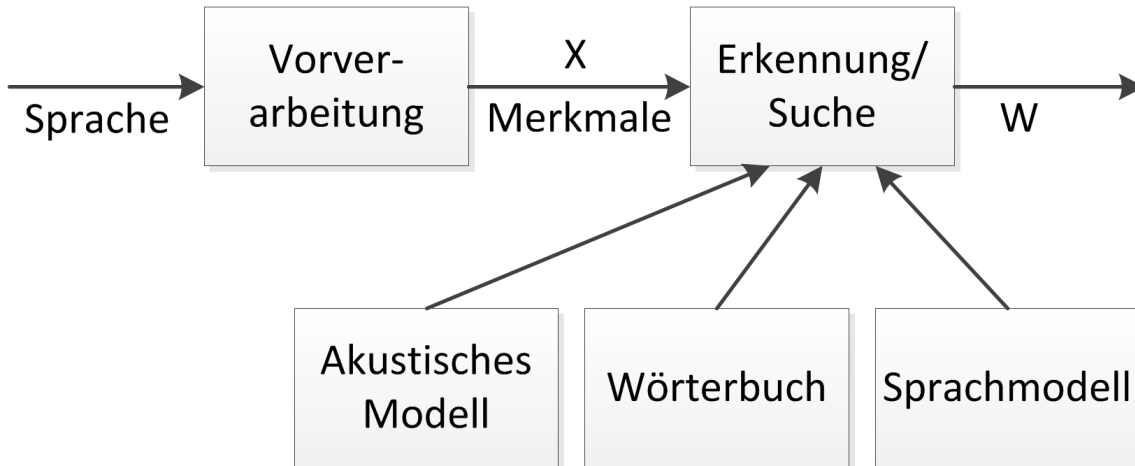 Sprache
Vorver-
arbeitung
X
Merkmale
Erkennung/
Suche
W
Akustisches
Modell
Wörterbuch
Sprachmodell